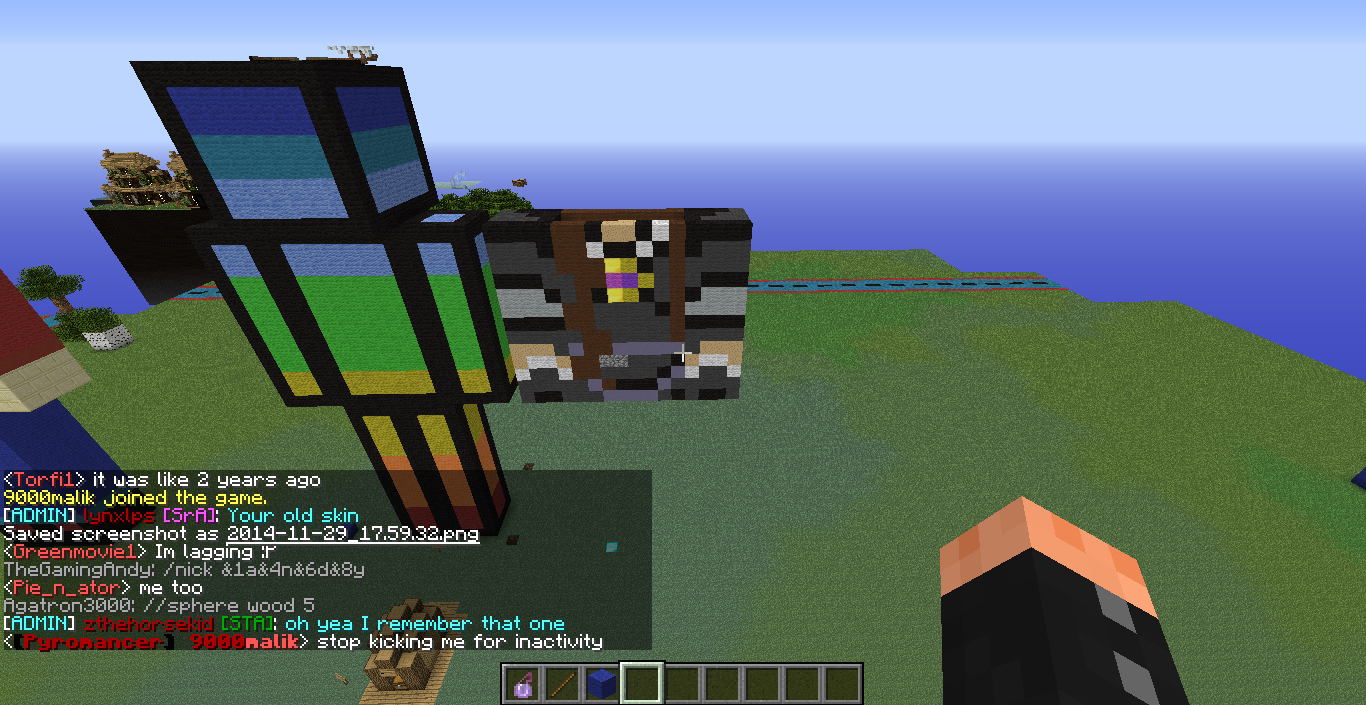 <Torfi1> it was like 2 years ago
9000malik joined the game.
[ADMIN] lynxlps [SrA]: Your old skin
Saved screenshot as 2014-11-29_17.59.32.png
<Greenmovie1> Im lagging :r
TheGamingAndy: /nick &1a&4n&6d&8y
<Pie_n_ator> me too
Agatron3000: //sphere wood 5
[ADMIN] zthehorsekid [STA]: oh yea I remember that one
<[Pyromancer] 9000malik> stop kicking me for inactivity